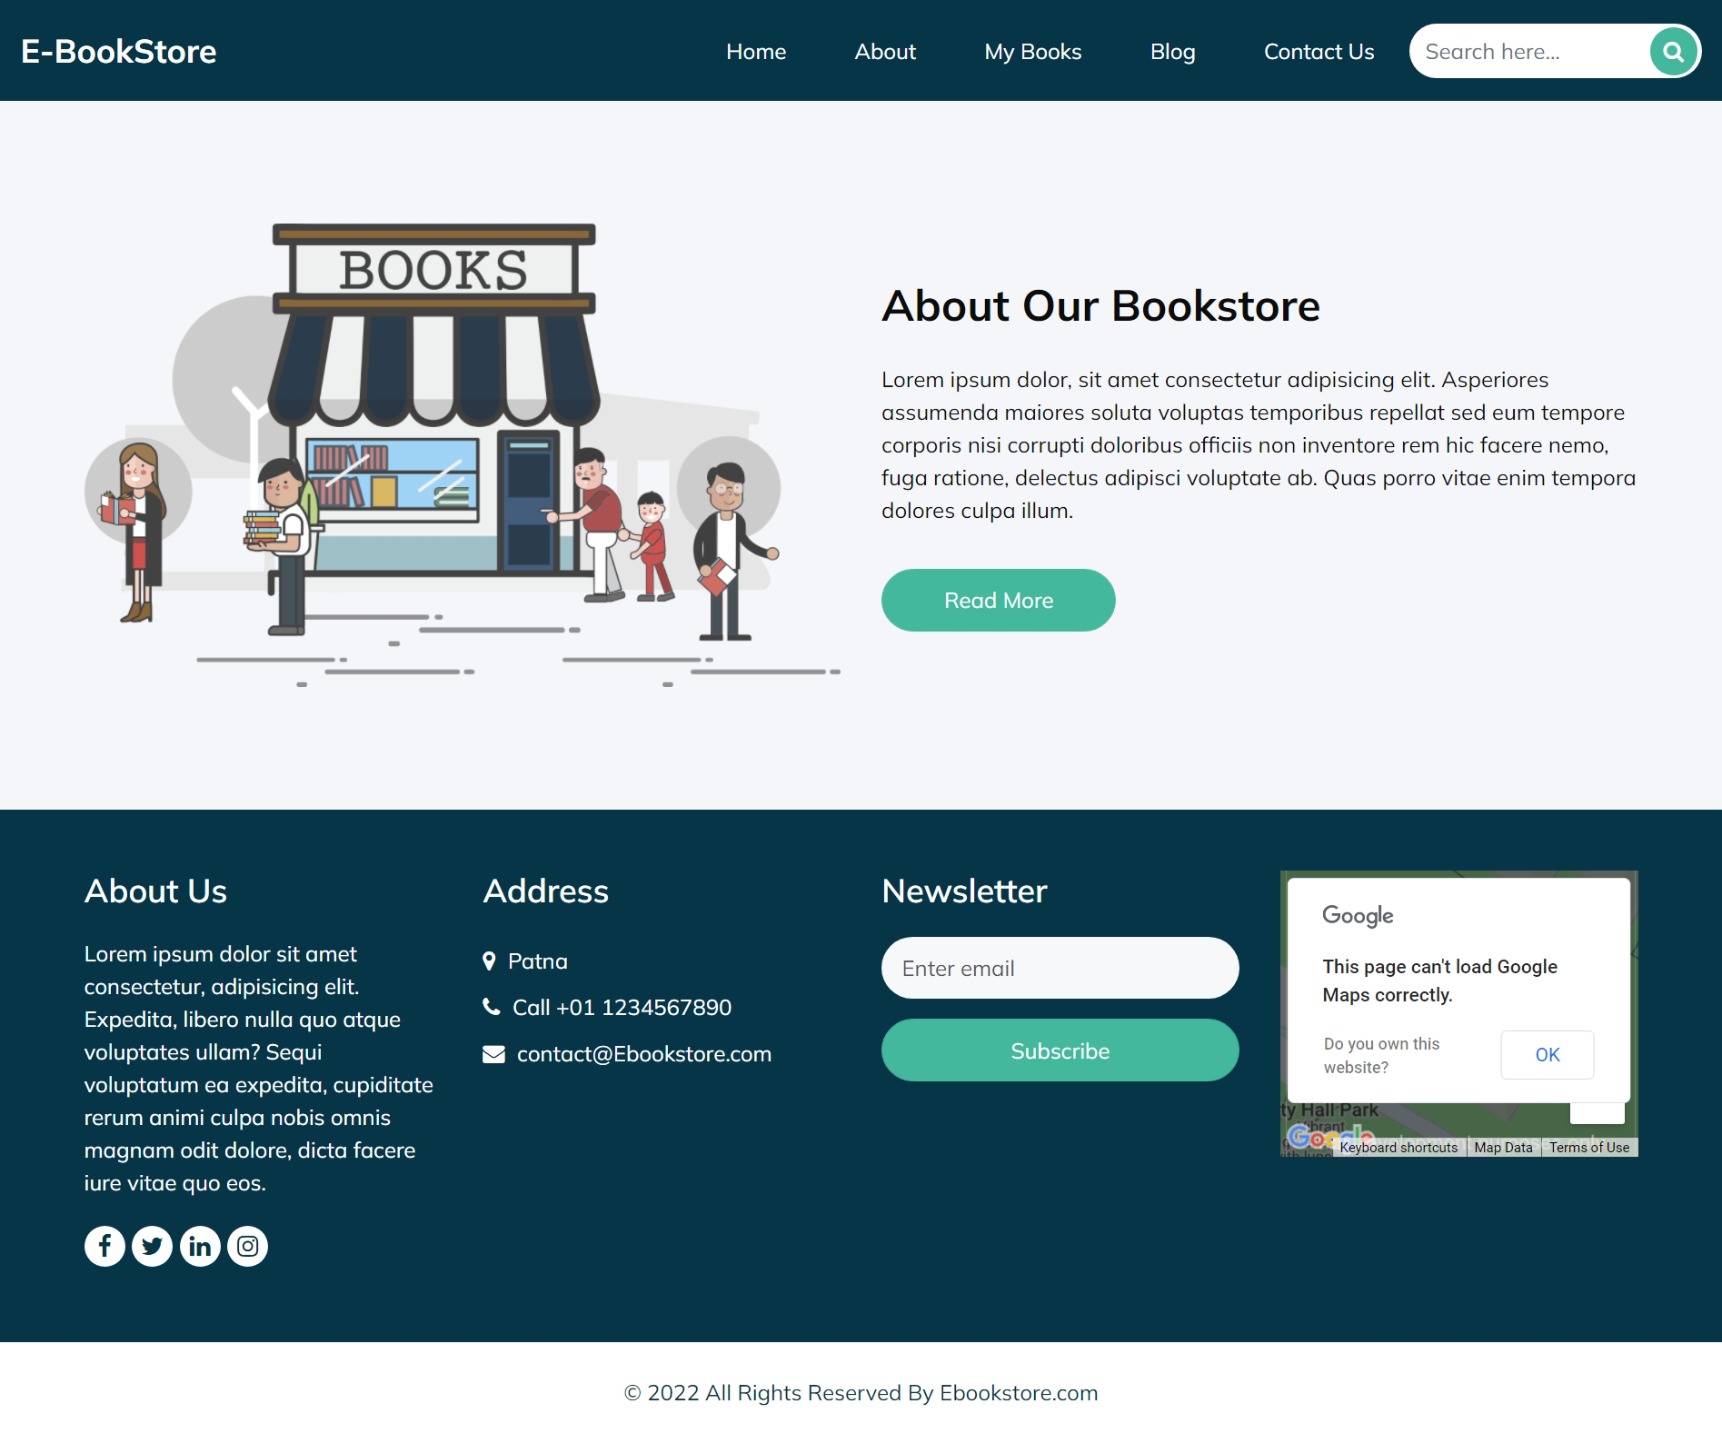 E-BookStore
Home
About
My Books
Blog
Contact Us
Search here...
BOOKS
About Our Bookstore
Lorem ipsum dolor, sit amet consectetur adipisicing elit. Asperiores
assumenda maiores soluta voluptas temporibus repellat sed eum tempore
corporis nisi corrupti doloribus officiis non inventore rem hic facere nemo,
fuga ratione, delectus adipisci voluptate ab. Quas porro vitae enim tempora
dolores culpa illum.
Read More
About Us
Lorem ipsum dolor sit amet
consectetur, adipisicing elit.
Expedita, libero nulla quo atque
voluptates ullam? Sequi
voluptatum ea expedita, cupiditate
rerum animi culpa nobis omnis
magnam odit dolore, dicta facere
iure vitae quo eos.
Address
Patna
Call +01 1234567890
contact@Ebookstore.com
Newsletter
Enter email
Subscribe
Google
This page can't load Google
Maps correctly.
Do you own this
website?
OK
ty Hall Park
Google
Keyboard shortcuts
Map Data
Terms of Use
© 2022 All Rights Reserved By Ebookstore.com